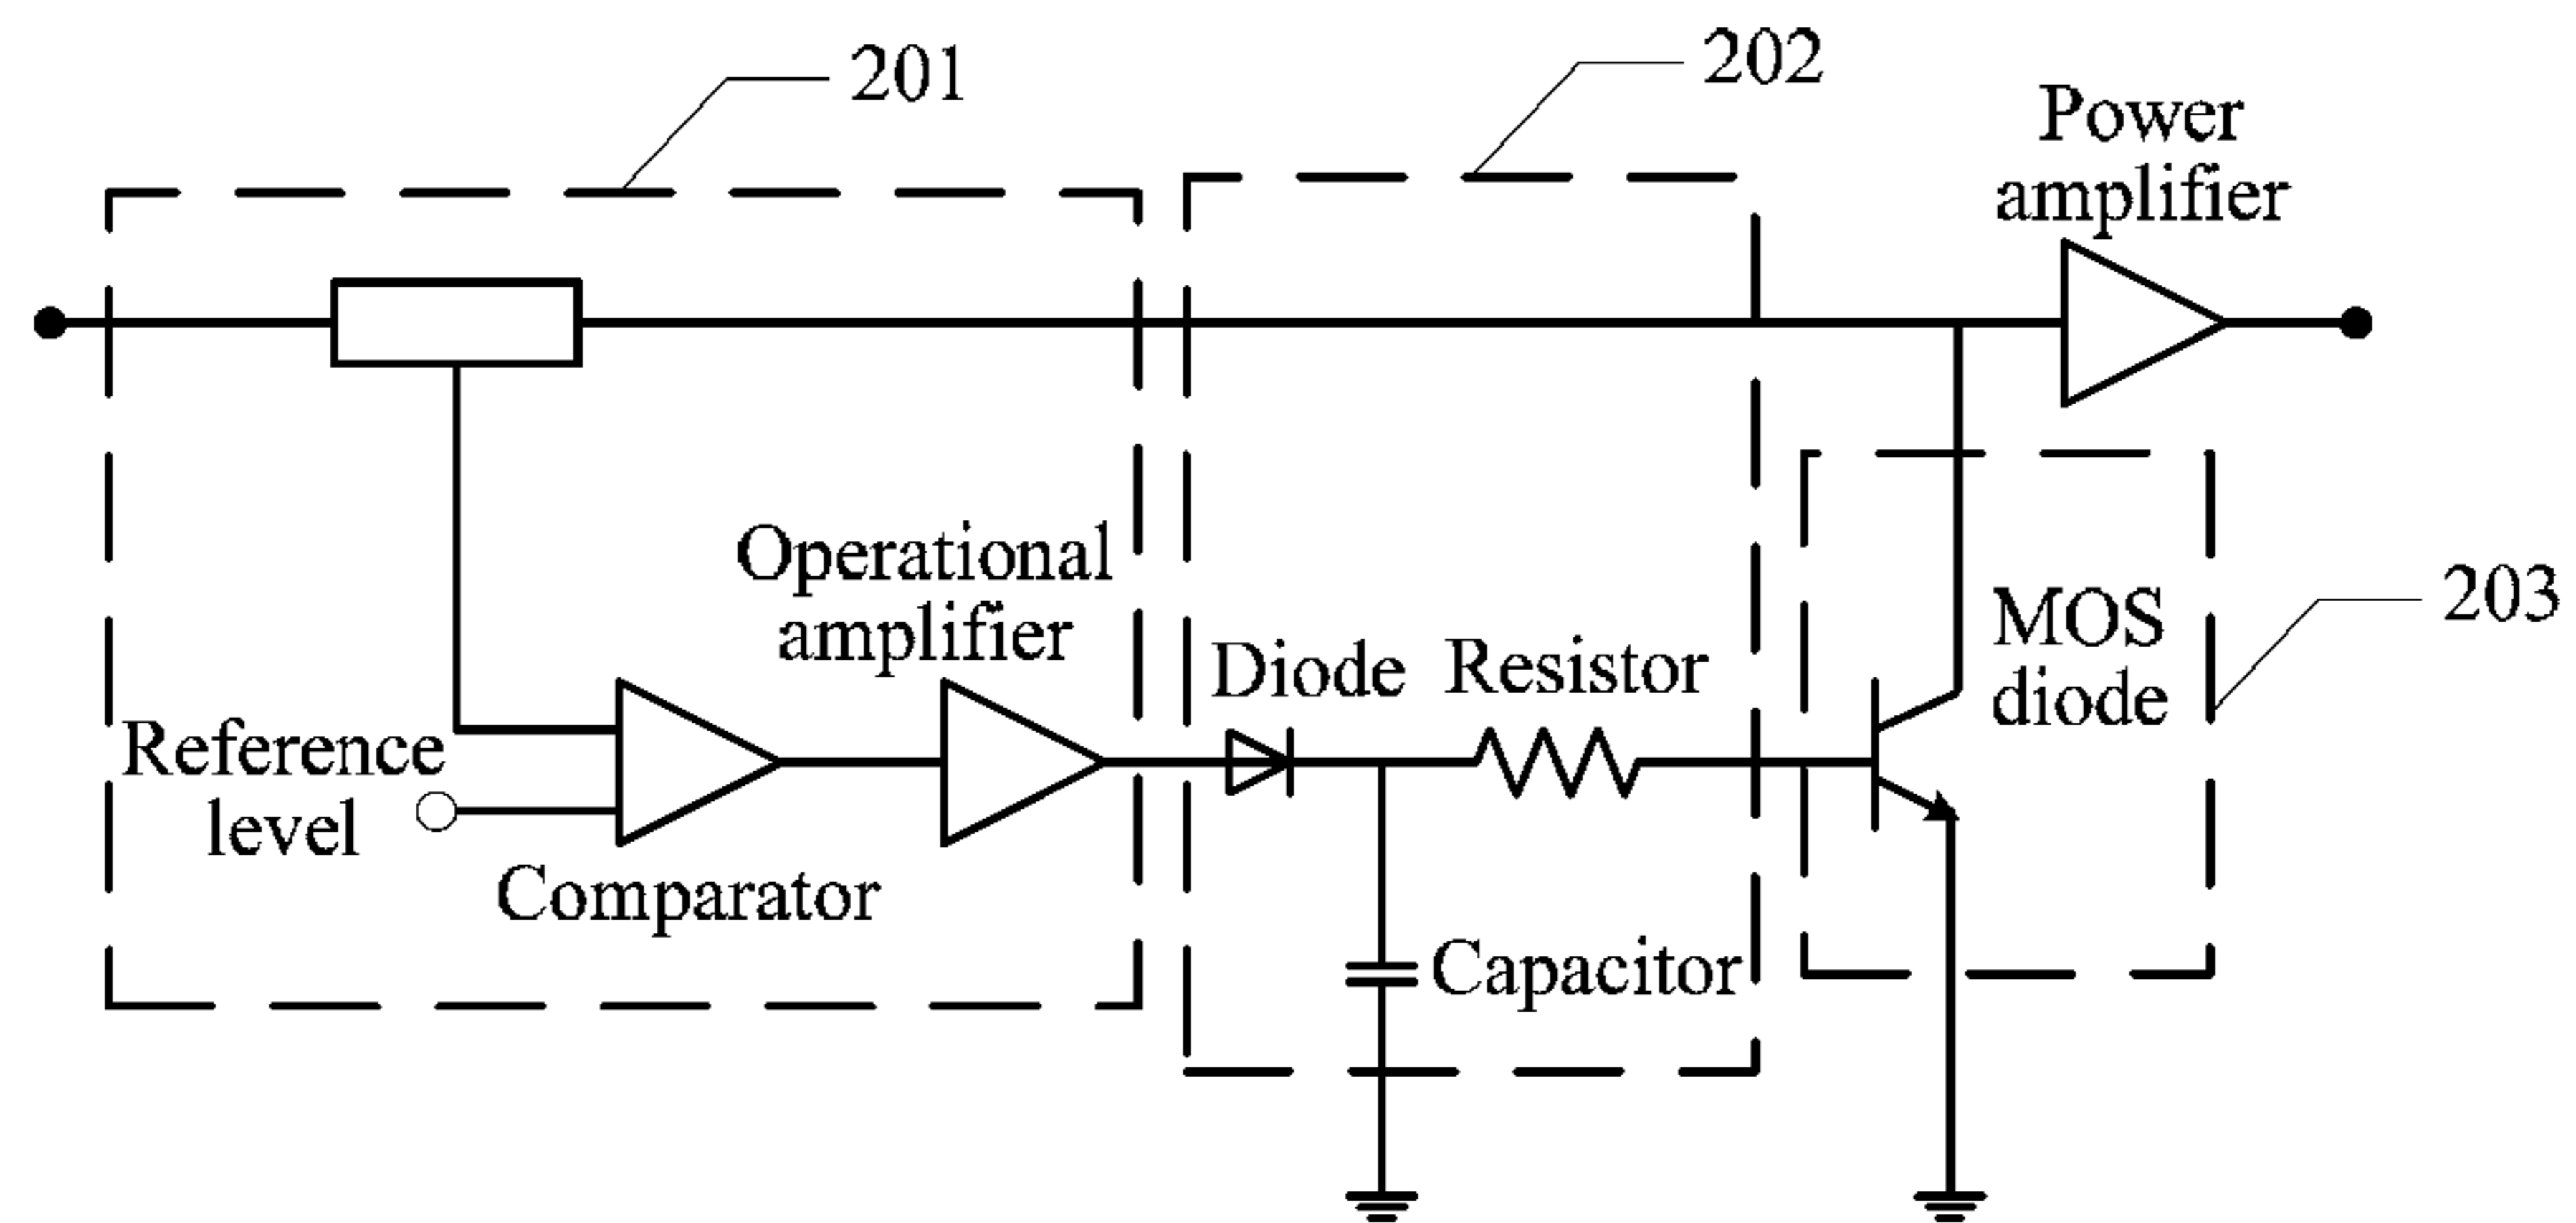 201
202
Power
amplifier
Operational
amplifier
MOS
diode
203
Diode
Resistor
Reference
level
Comparator
Capacitor